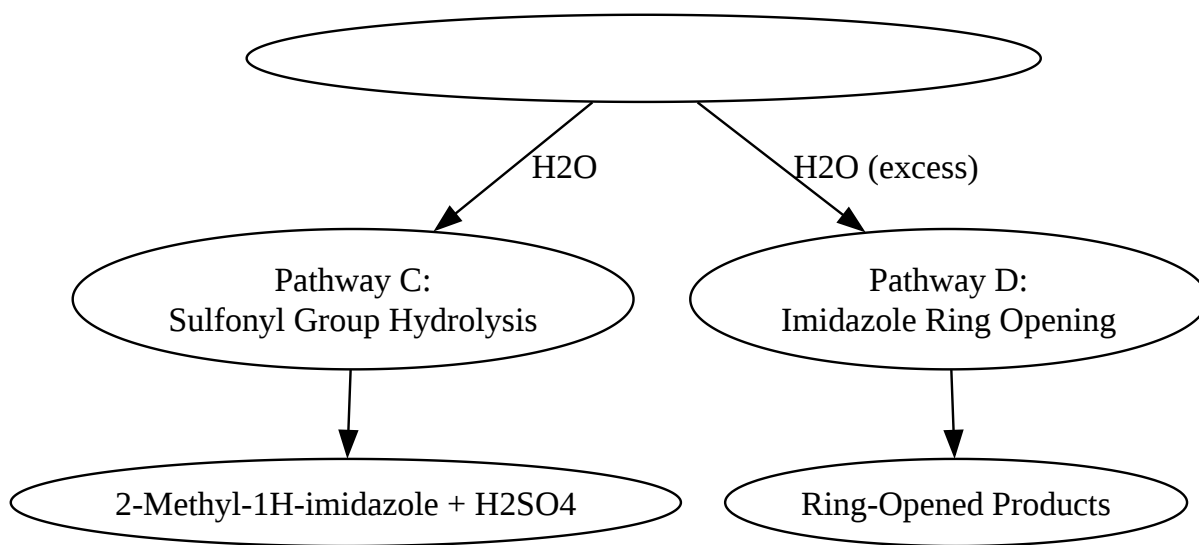 H2O
H2O (excess)
Pathway C:
Sulfonyl Group Hydrolysis
Pathway D:
Imidazole Ring Opening
2-Methyl-1H-imidazole + H2SO4
Ring-Opened Products